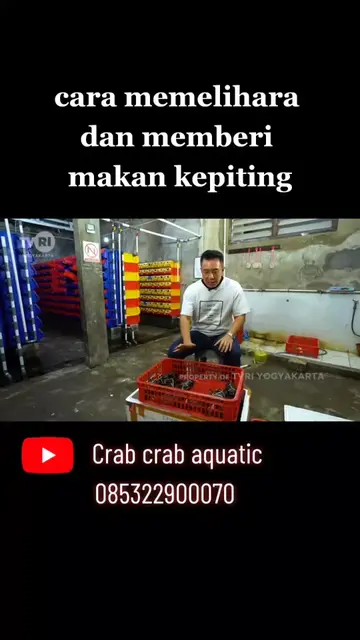 cara memelihara
dan memberi
makan kepiting
TVRI
YOGYAKARTA
PROPERTY OF TVRI YOGYAKARTA
Crab crab aquatic
085322900070